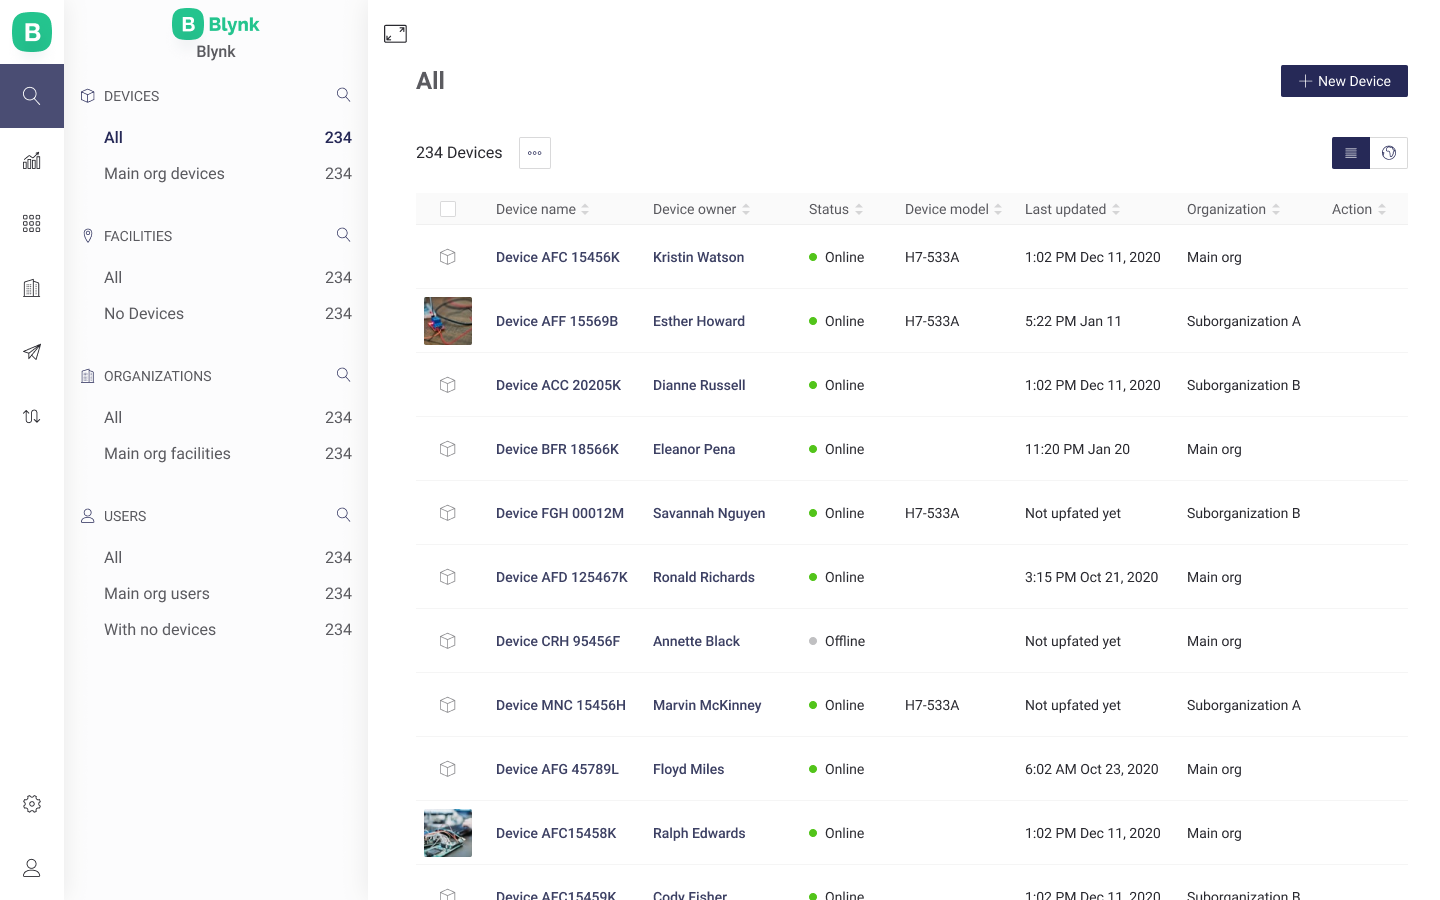 B
B Blynk
Blynk
DEVICES
All 234
Main org devices 234
FACILITIES
All 234
No Devices 234
ORGANIZATIONS
All 234
Main org facilities 234
USERS
All 234
Main org users 234
With no devices 234
All
New Device
234 Devices
Device name Device owner Status Device model Last updated Organization Action
Device AFC 15456K Kristin Watson Online H7-533A 1:02 PM Dec 11, 2020 Main org
Device AFF 15569B Esther Howard Online H7-533A 5:22 PM Jan 11 Suborganization A
Device ACC 20205K Dianne Russell Online 1:02 PM Dec 11, 2020 Suborganization B
Device BFR 18566K Eleanor Pena Online 11:20 PM Jan 20 Main org
Device FGH 00012M Savannah Nguyen Online H7-533A Not upfated yet Suborganization B
Device AFD 125467K Ronald Richards Online 3:15 PM Oct 21, 2020 Main org
Device CRH 95456F Annette Black Offline Not upfated yet Main org
Device MNC 15456H Marvin McKinney Online H7-533A Not upfated yet Suborganization A
Device AFG 45789L Floyd Miles Online 6:02 AM Oct 23, 2020 Main org
Device AFC15458K Ralph Edwards Online 1:02 PM Dec 11, 2020 Main org
Device AFC15459K Cody Fisher Online 1:02 PM Dec 11, 2020 Suborganization B